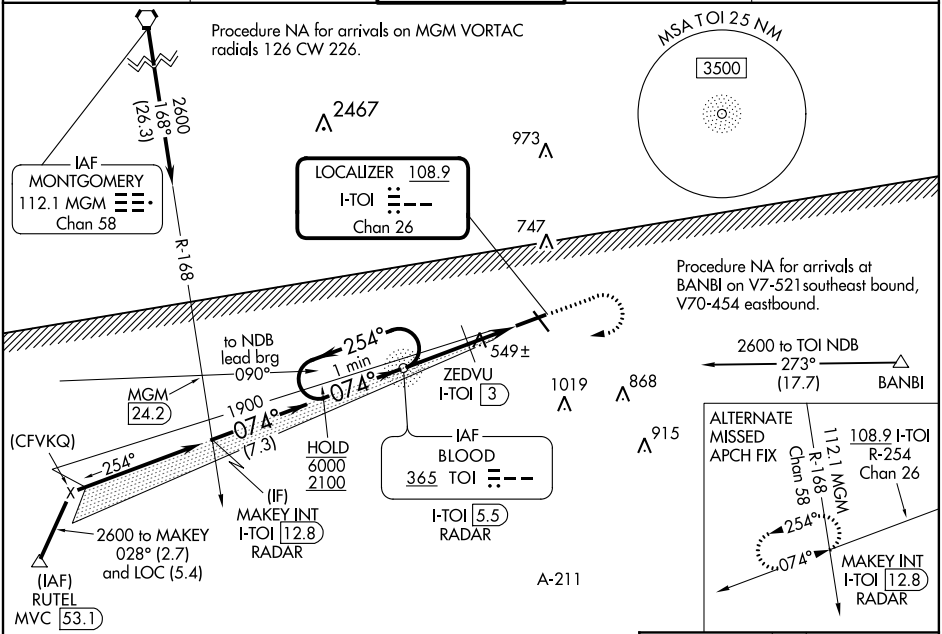 Procedure NA for arrivals on MGM VORTAC
radials 126 CW 226.
MSA TOI 25 NM
3500
2600
168°
(26.3)
2467
973
IAF
MONTGOMERY
112.1 MGM
Chan 58
LOCALIZER 108.9
I-TOI
Chan 26
R-168
747
Procedure NA for arrivals at
BANBI on V7-521 southeast bound,
V70-454 eastbound.
to NDB
lead brg
090°
254°
1 min
074°
549±
ZEDVU
I-TOI 3
2600 to TOI NDB
273°
(17.7)
BANBI
MGM
24.2
1900
074°
(7.3)
1019
868
915
(CFVKQ)
254°
HOLD
6000
2100
IAF
BLOOD
365 TOI
I-TOI 5.5
RADAR
(IF)
MAKEY INT
I-TOI 12.8
RADAR
2600 to MAKEY
028° (2.7)
and LOC (5.4)
(IAF)
RUTEL
MVC 53.1
A-211
ALTERNATE
MISSED
APCH FIX
112.1 MGM
R-168
Chan 58
108.9 I-TOI
R-254
Chan 26
254°
074°
MAKEY INT
I-TOI 12.8
RADAR